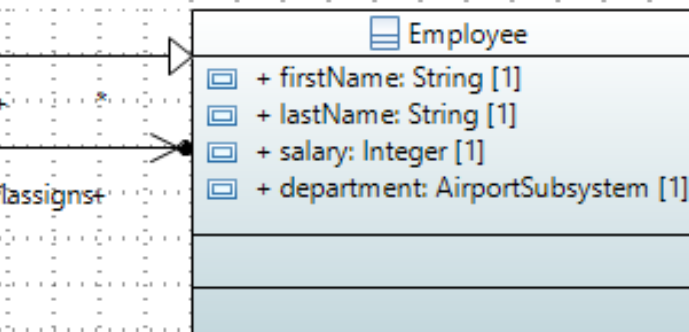 Employee
+ firstName: String [1]
+ lastName: String [1]
+ salary: Integer [1]
+ department: AirportSubsystem [1]
*
+
assigns+